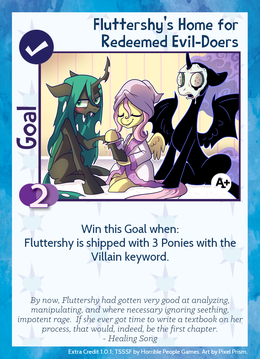 Fluttershy's Home for
Redeemed Evil-Doers
Goal
2
A+
Win this Goal when:
Fluttershy is shipped with 3 Ponies with the
Villain keyword.
By now, Fluttershy had gotten very good at analyzing,
manipulating, and where necessary ignoring seething,
impotent rage. If she ever got time to write a textbook on her
process, that would, indeed, be the first chapter.
- Healing Song
Extra Credit 1.0.1; TSSSF by Horrible People Games. Art by Pixel Prism.